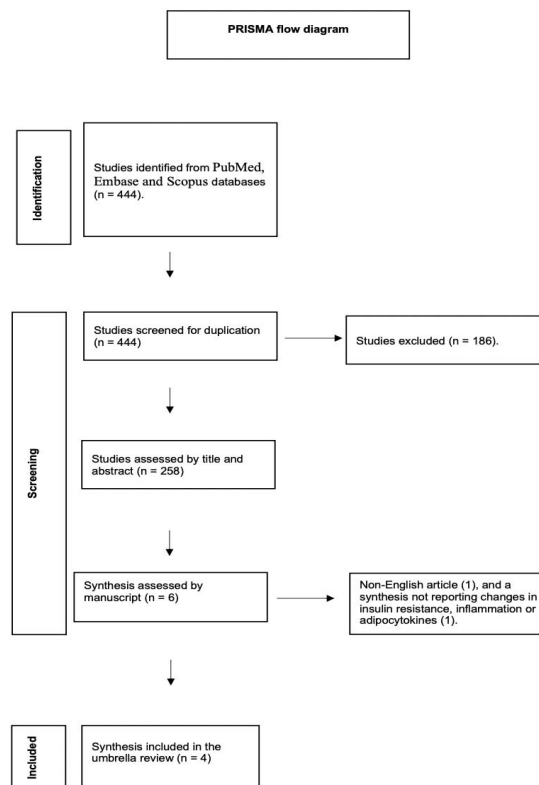 PRISMA flow diagram
Identification
Studies identified from PubMed,
Embase and Scopus databases
(n = 444).
Screening
Studies screened for duplication
(n = 444)
Studies excluded (n = 186).
Studies assessed by title and
abstract (n = 258)
Synthesis assessed by
manuscript (n = 6)
Non-English article (1), and a
synthesis not reporting changes in
insulin resistance, inflammation or
adipocytokines (1).
Included
Synthesis included in the
umbrella review (n = 4)